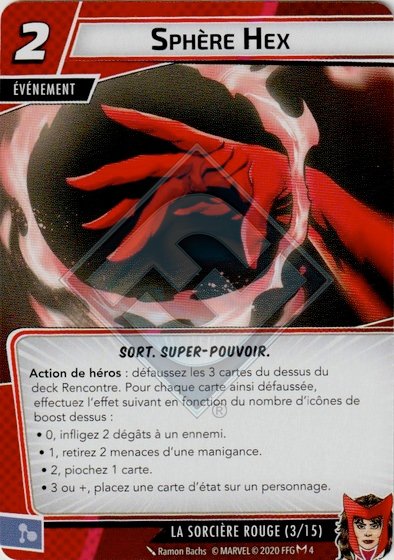 2
SPHÈRE HEX
ÉVÉNEMENT
SORT. SUPER-POUVOIR.
Action de héros : défaussez les 3 cartes du dessus du
deck Rencontre. Pour chaque carte ainsi défaussée,
effectuez l'effet suivant en fonction du nombre d'icônes de
boost dessus :
• 0, infligez 2 dégâts à un ennemi.
• 1, retirez 2 menaces d'une manigance.
• 2, piochez 1 carte.
• 3 ou +, placez une carte d'état sur un personnage.
LA SORCIÈRE ROUGE (3/15)
Ramon Bachs © MARVEL © 2020 FFG 4